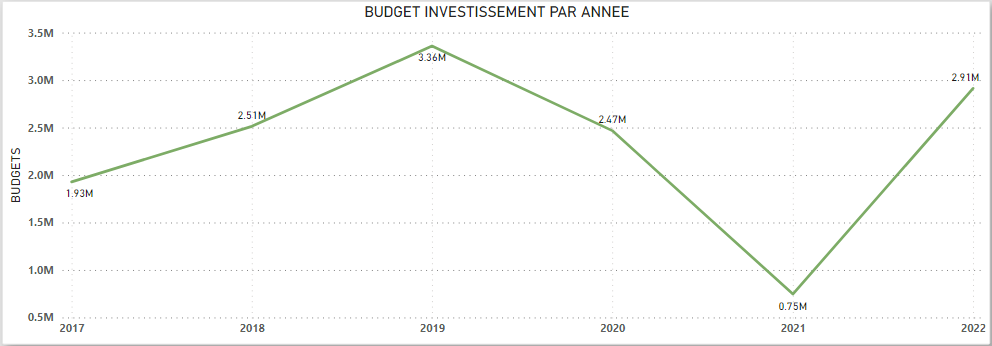 BUDGET INVESTISSEMENT PAR ANNEE
3.5M
3.0M
2.5M
2.0M
1.5M
1.0M
0.5M
BUDGETS
1.93M
2.51M
3.36M
2.47M
0.75M
2.91M
2017 2018 2019 2020 2021 2022